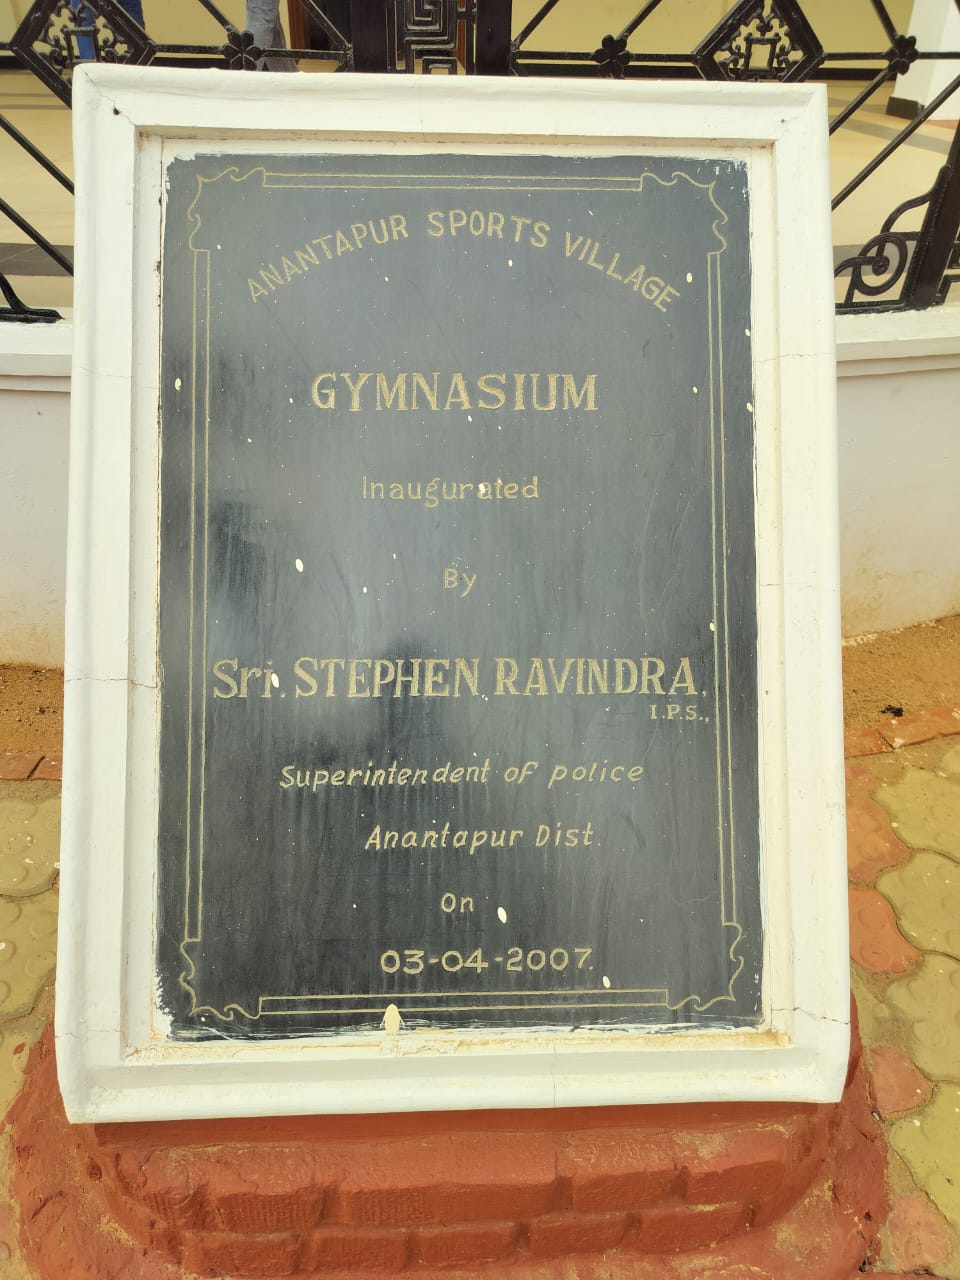 ANANTAPUR SPORTS VILLAGE
GYMNASIUM
Inaugurated
By
Sri. STEPHEN RAVINDRA,
I.P.S.,
Superintendent of police
Anantapur Dist.
On
03-04-2007.